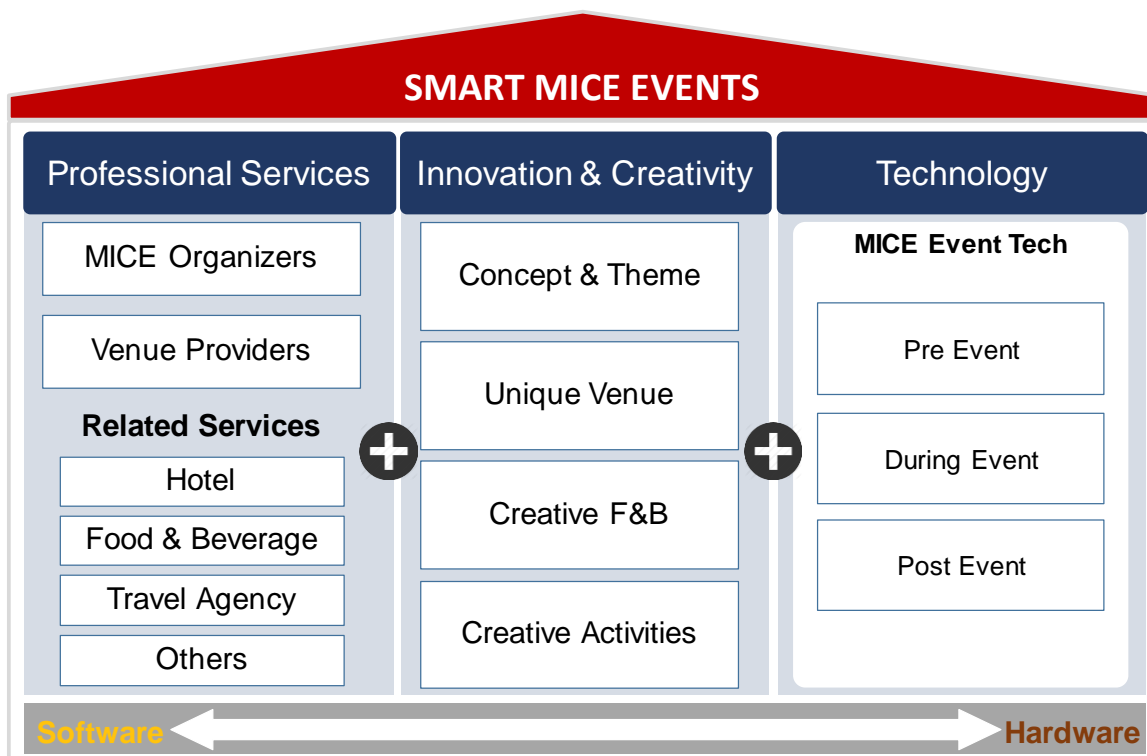 SMART MICE EVENTS
Professional Services
MICE Organizers
Venue Providers
Related Services
Hotel
Food & Beverage
Travel Agency
Others
Innovation & Creativity
Concept & Theme
Unique Venue
Creative F&B
Creative Activities
Technology
MICE Event Tech
Pre Event
During Event
Post Event
Software
Hardware